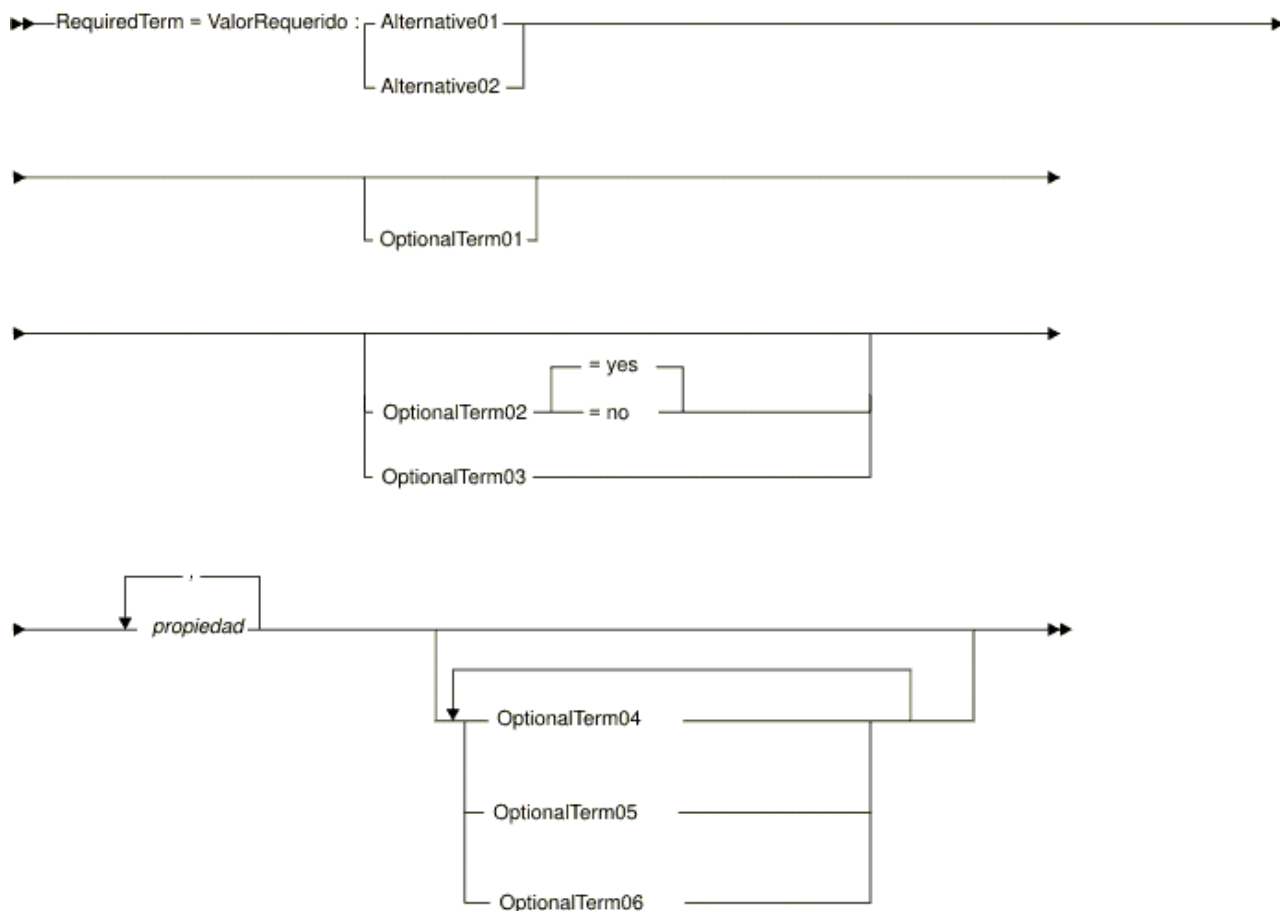 RequiredTerm = ValorRequerido : Alternative01
Alternative02
OptionalTerm01
= yes
OptionalTerm02 = no
OptionalTerm03
,
propiedad
OptionalTerm04
OptionalTerm05
OptionalTerm06